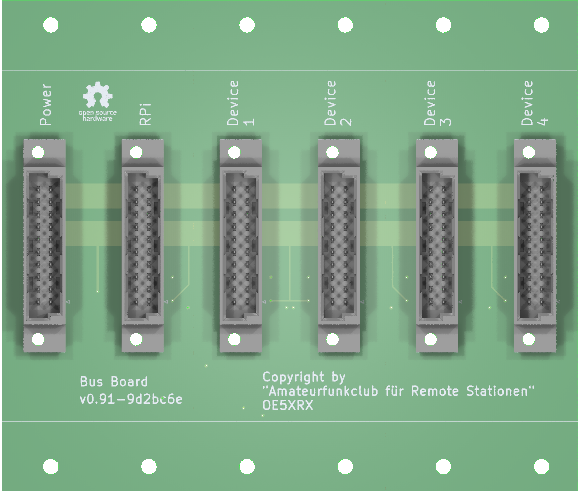 Power
open source
hardware
RPi
Device
1
Device
2
Device
3
Device
4
Bus Board
v0.91-9d2bc6e
Copyright by
"Amateurfunkclub für Remote Stationen"
OE5XRX